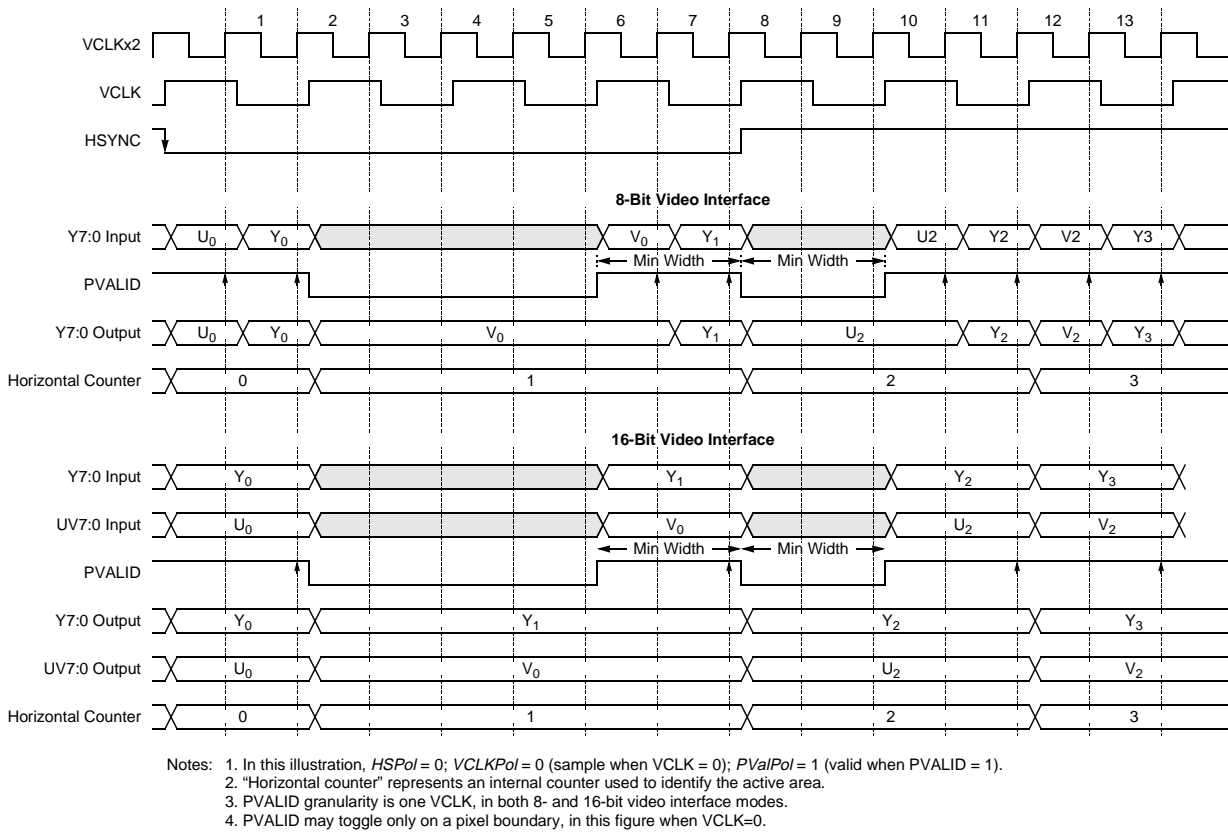 1 2 3 4 5 6 7 8 9 10 11 12 13
VCLKx2
VCLK
HSYNC
8-Bit Video Interface
Y7:0 Input U0 Y0 V0 Y1 U2 Y2 V2 Y3
Min Width Min Width
PVALID
Y7:0 Output U0 Y0 V0 Y1 U2 Y2 V2 Y3
Horizontal Counter 0 1 2 3
16-Bit Video Interface
Y7:0 Input Y0 Y1 Y2 Y3
UV7:0 Input U0 V0 U2 V2
Min Width Min Width
PVALID
Y7:0 Output Y0 Y1 Y2 Y3
UV7:0 Output U0 V0 U2 V2
Horizontal Counter 0 1 2 3
Notes: 1. In this illustration, HSPol = 0; VCLKPol = 0 (sample when VCLK = 0); PValPol = 1 (valid when PVALID = 1).
2. “Horizontal counter” represents an internal counter used to identify the active area.
3. PVALID granularity is one VCLK, in both 8- and 16-bit video interface modes.
4. PVALID may toggle only on a pixel boundary, in this figure when VCLK=0.